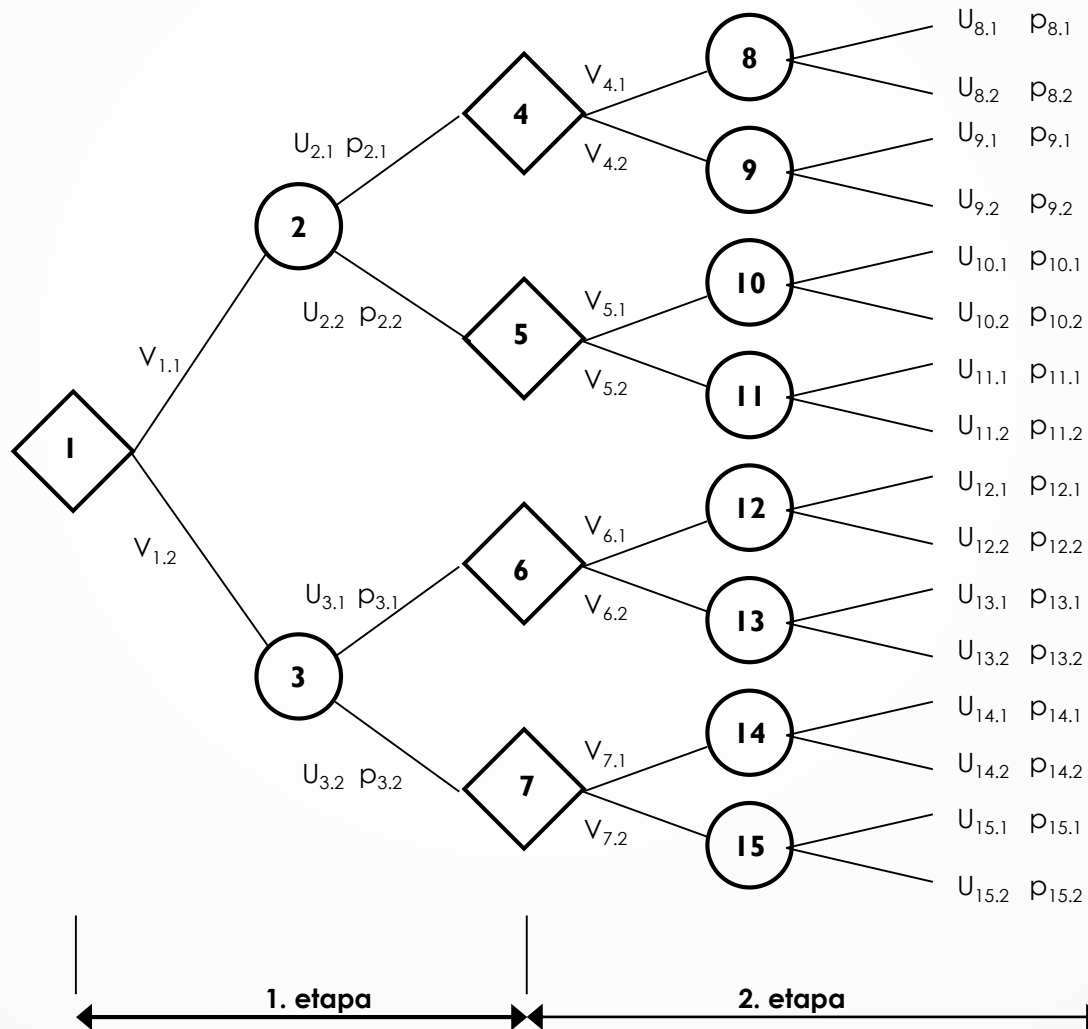 U8.1 p8.1
8
V4.1
U8.2 p8.2
4
U9.1 p9.1
U2.1 p2.1
V4.2
9
U9.2 p9.2
2
U10.1 p10.1
10
V5.1
U2.2 p2.2
U10.2 p10.2
5
V1.1
U11.1 p11.1
V5.2
11
U11.2 p11.2
1
U12.1 p12.1
12
V6.1
V1.2
U12.2 p12.2
6
U3.1 p3.1
U13.1 p13.1
V6.2
13
U13.2 p13.2
3
U14.1 p14.1
14
V7.1
U3.2 p3.2
U14.2 p14.2
7
U15.1 p15.1
V7.2
15
U15.2 p15.2
1. etapa
2. etapa